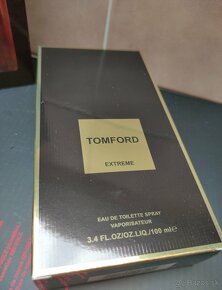 TOMFORD
EXTREME
EAU DE TOILETTE SPRAY
VAPORISATEUR
3.4 FL.OZ/OZ.LIQ./100 ml e